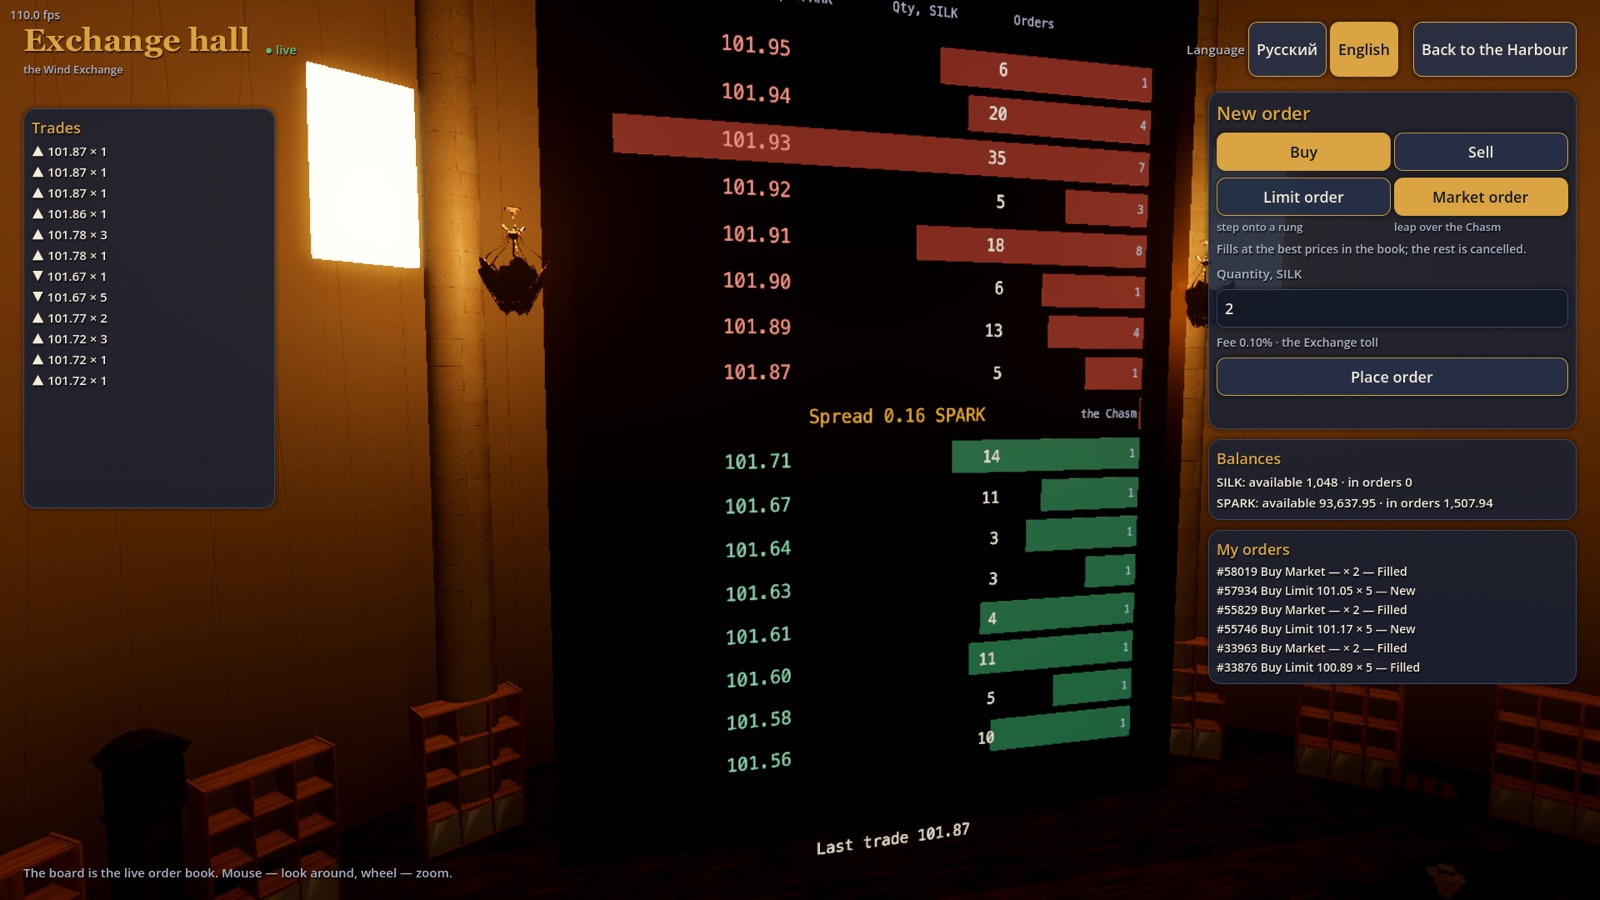 110.0 fps
Exchange hall
• live
the Wind Exchange
Language
Русский
English
Back to the Harbour
Trades
▲ 101.87 × 1
▲ 101.87 × 1
▲ 101.87 × 1
▲ 101.86 × 1
▲ 101.78 × 3
▲ 101.78 × 1
▼ 101.67 × 1
▼ 101.67 × 5
▲ 101.77 × 2
▲ 101.72 × 3
▲ 101.72 × 1
▲ 101.72 × 1
Qty, SILK Orders
101.95 6 1
101.94 20 4
101.93 35 7
101.92 5 3
101.91 18 8
101.90 6 1
101.89 13 4
101.87 5 1
Spread 0.16 SPARK the Chasm
101.71 14 1
101.67 11 1
101.64 3 1
101.63 3 1
101.61 4 1
101.60 11 1
101.58 5 1
101.56 10 1
Last trade 101.87
New order
Buy
Sell
Limit order
Market order
step onto a rung
leap over the Chasm
Fills at the best prices in the book; the rest is cancelled.
Quantity, SILK
2
Fee 0.10% · the Exchange toll
Place order
Balances
SILK: available 1,048 · in orders 0
SPARK: available 93,637.95 · in orders 1,507.94
My orders
#58019 Buy Market — × 2 — Filled
#57934 Buy Limit 101.05 × 5 — New
#55829 Buy Market — × 2 — Filled
#55746 Buy Limit 101.17 × 5 — New
#33963 Buy Market — × 2 — Filled
#33876 Buy Limit 100.89 × 5 — Filled
The board is the live order book. Mouse — look around, wheel — zoom.